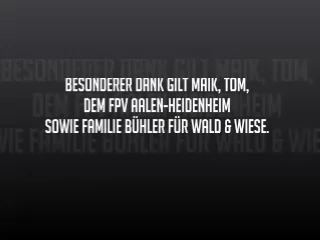 BESONDERER DANK GILT MAIK, TOM,
DEM FPV AALEN-HEIDENHEIM
SOWIE FAMILIE BÜHLER FÜR WALD & WIESE.